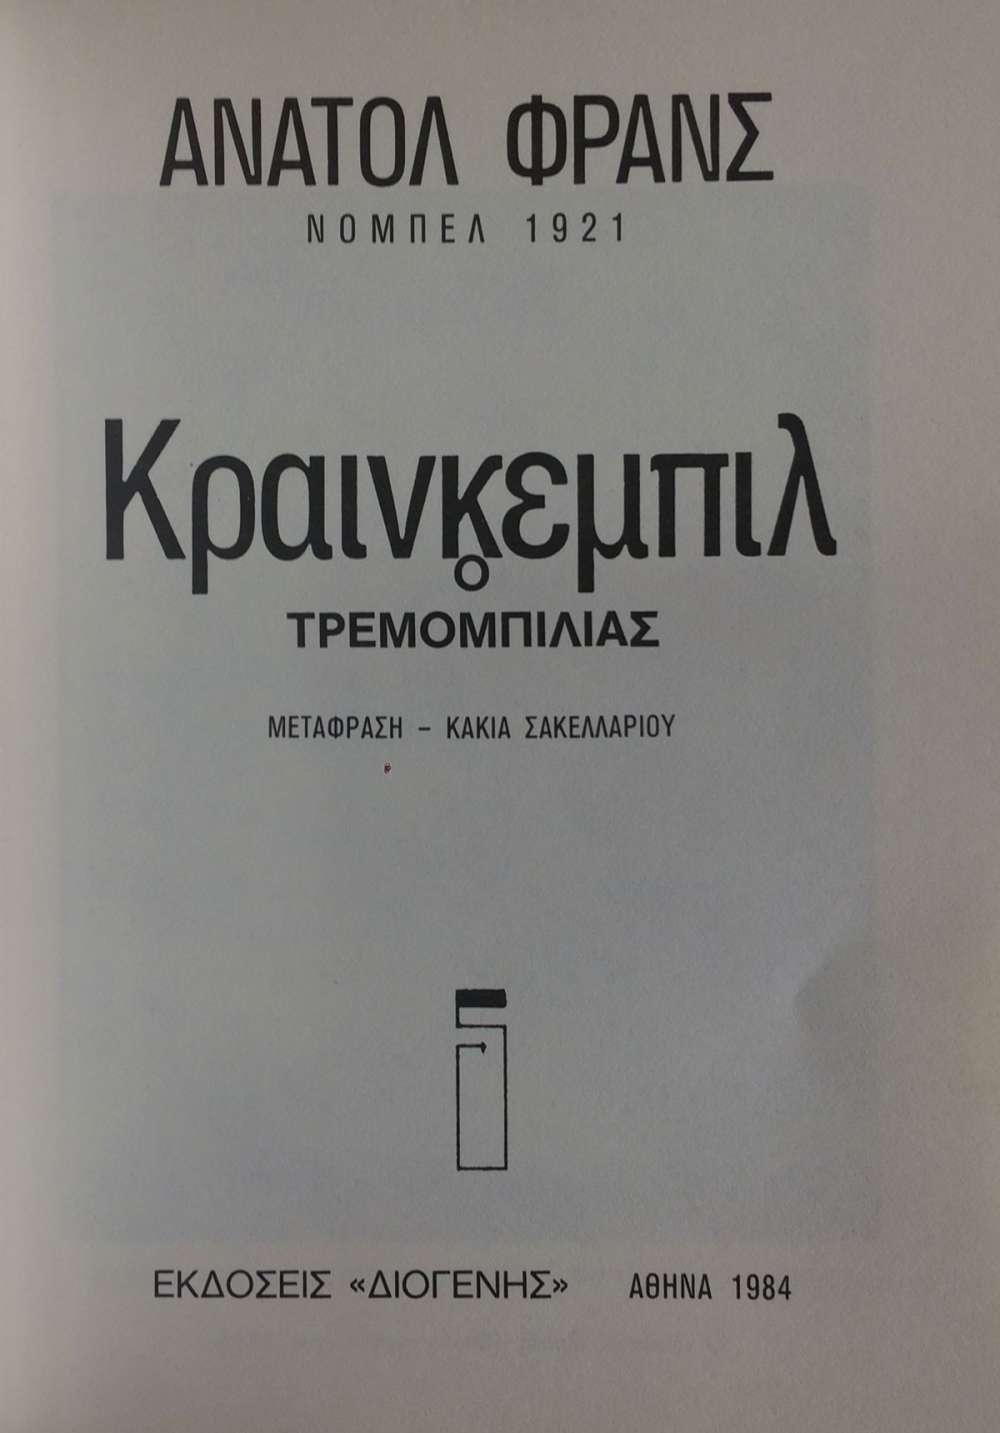 ΑΝΑΤΟΛ ΦΡΑΝΣ
ΝΟΜΠΕΛ 1921
Κραινκεμπιλ
Ο
ΤΡΕΜΟΜΠΙΛΙΑΣ
ΜΕΤΑΦΡΑΣΗ – ΚΑΚΙΑ ΣΑΚΕΛΛΑΡΙΟΥ
ΕΚΔΟΣΕΙΣ «ΔΙΟΓΕΝΗΣ» ΑΘΗΝΑ 1984